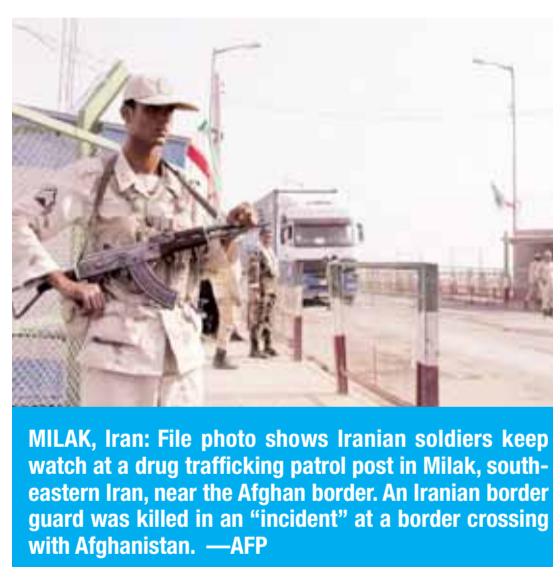 MILAK, Iran: File photo shows Iranian soldiers keep
watch at a drug trafficking patrol post in Milak, south-
eastern Iran, near the Afghan border. An Iranian border
guard was killed in an “incident” at a border crossing
with Afghanistan. —AFP